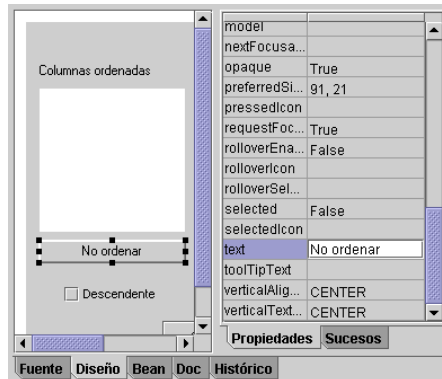 Columnas ordenadas
No ordenar
Descendente
model
nextFocusa...
opaque True
preferredSi... 91, 21
pressedIcon
requestFoc... True
rolloverEna... False
rolloverIcon
rolloverSel...
selected False
selectedIcon
text No ordenar
toolTipText
verticalAlig... CENTER
verticalText... CENTER
Propiedades Sucesos
Fuente Diseño Bean Doc Histórico